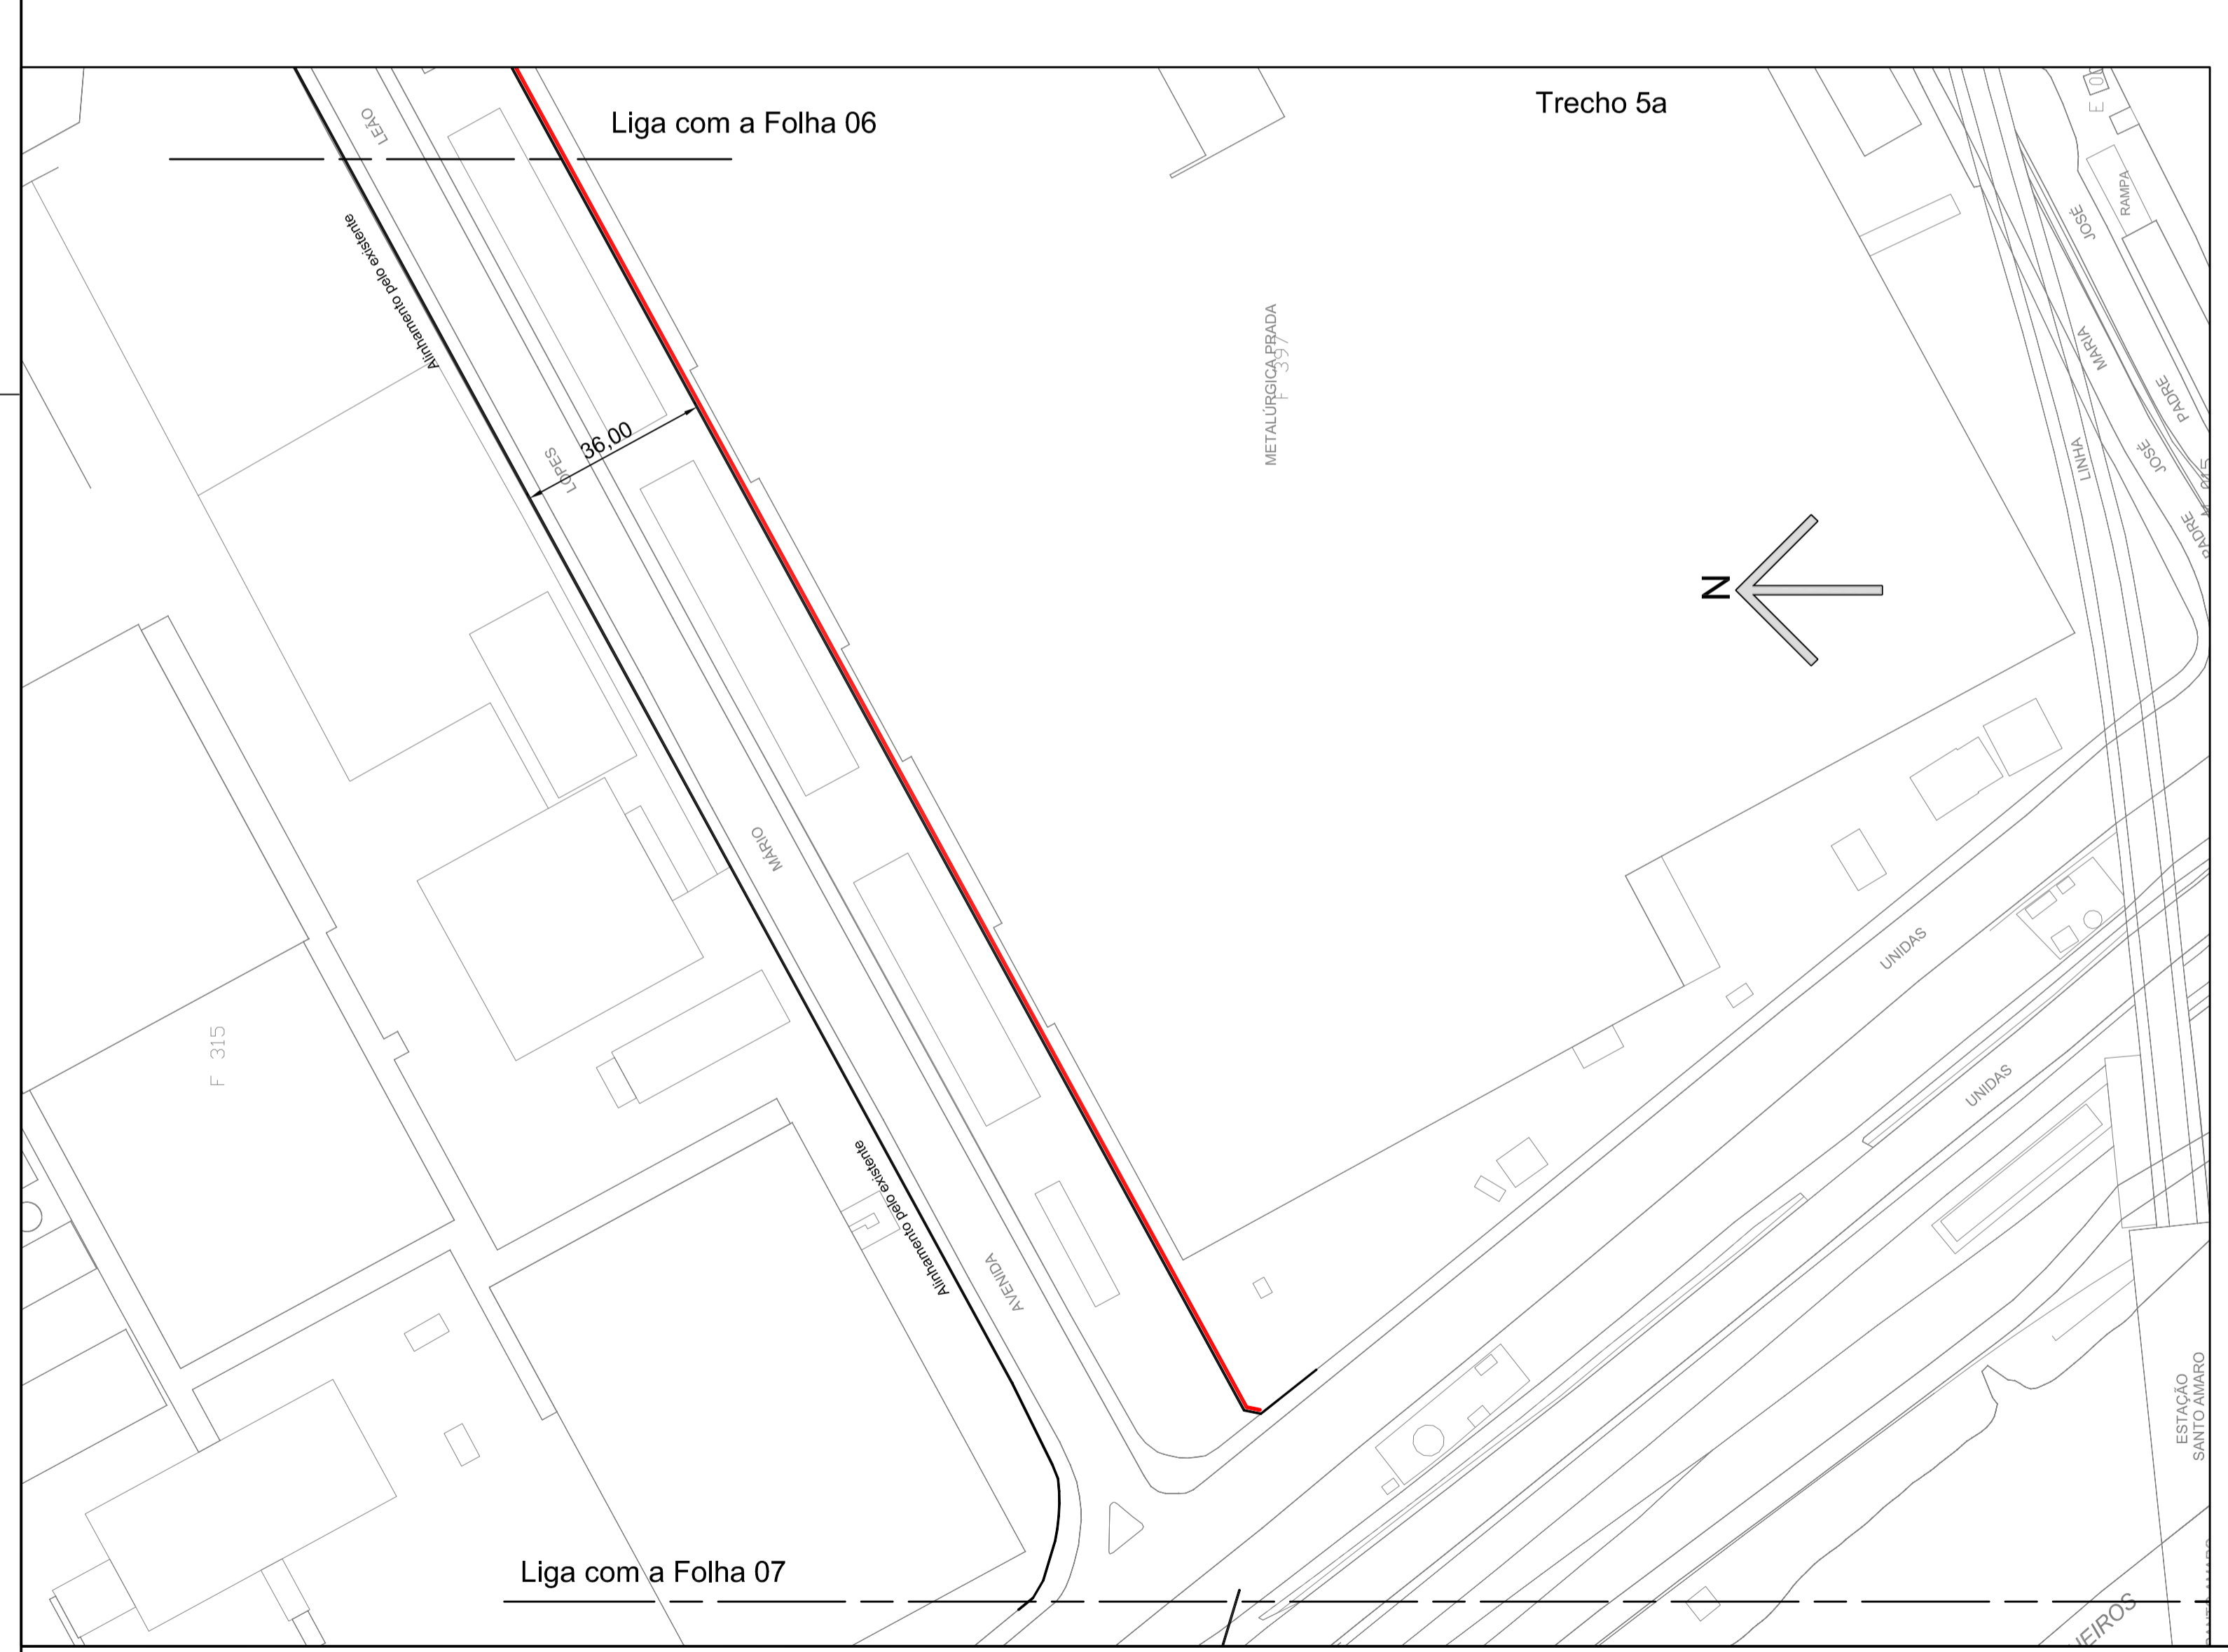 Liga com a Folha 06
Trecho 5a
LEÃO
Alinhamento pelo existente
36,00
LOPES
METALÚRGICA PRADA
F 397
RAMPA
JOSÉ
MARIA
PADRE
LINHA
JOSÉ
PADRE
N
MÁRIO
UNIDAS
F 315
UNIDAS
Alinhamento pelo existente
AVENIDA
ESTAÇÃO
SANTO AMARO
Liga com a Folha 07